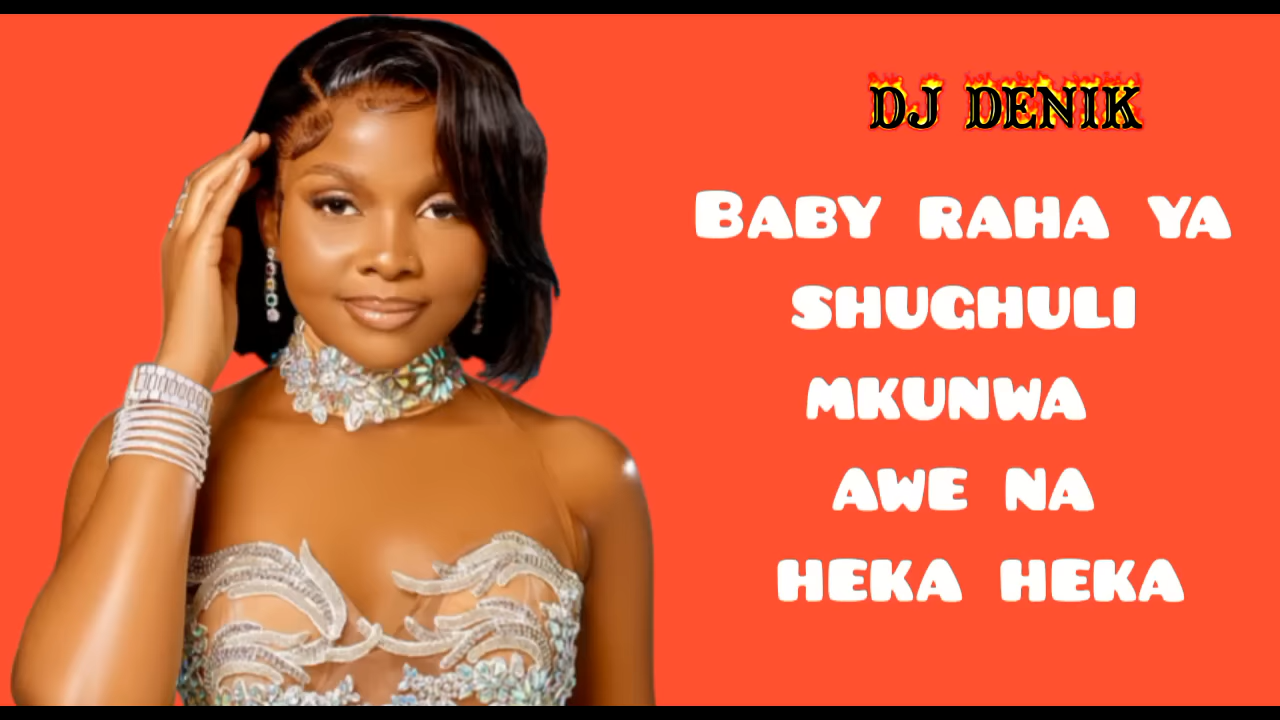 DJ DENIK
BABY RAHA YA
SHUGHULI
MKUNWA
AWE NA
HEKA HEKA